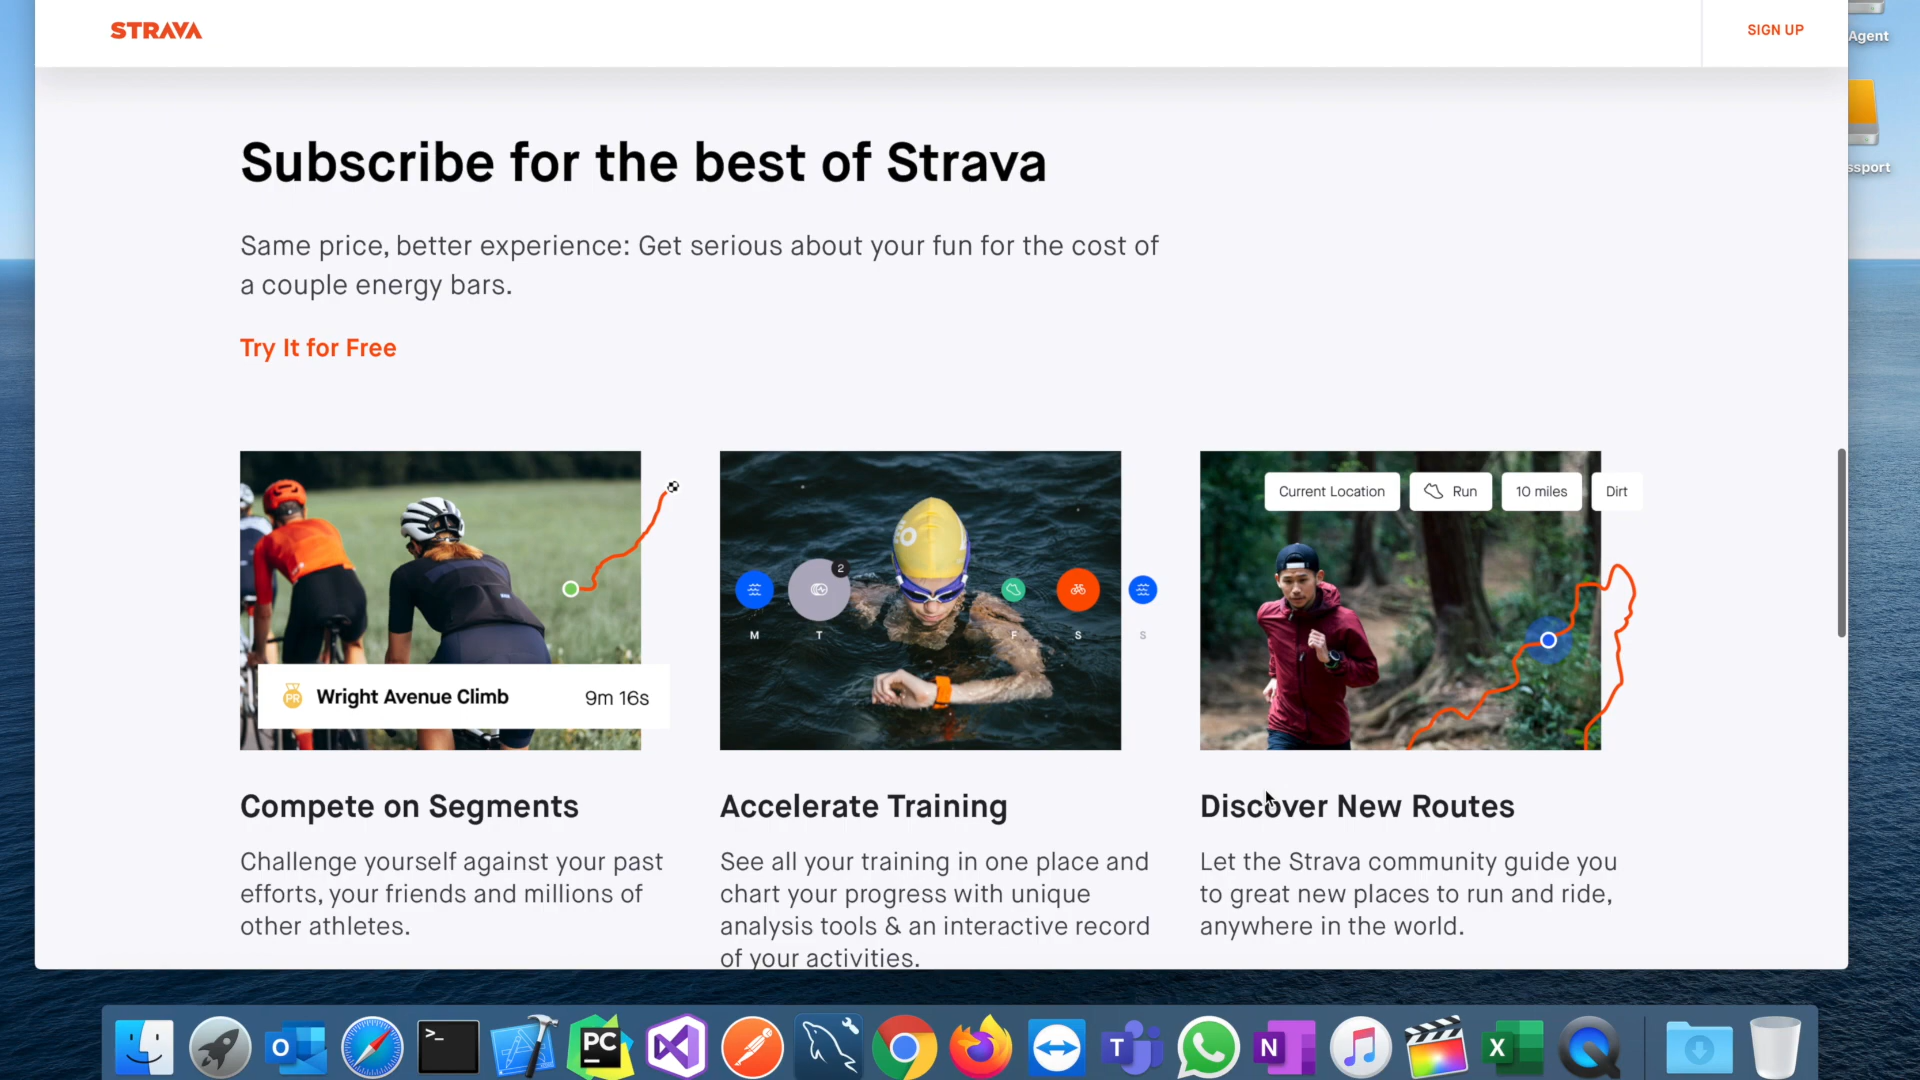 STRAVA
SIGN UP
Agent
ssport
Subscribe for the best of Strava
Same price, better experience: Get serious about your fun for the cost of
a couple energy bars.
Try It for Free
PR
Wright Avenue Climb
9m 16s
2
M
T
F
S
S
Current Location
Run
10 miles
Dirt
Compete on Segments
Challenge yourself against your past
efforts, your friends and millions of
other athletes.
Accelerate Training
See all your training in one place and
chart your progress with unique
analysis tools & an interactive record
of your activities.
Discover New Routes
Let the Strava community guide you
to great new places to run and ride,
anywhere in the world.
O
>_
PC
T
N
X